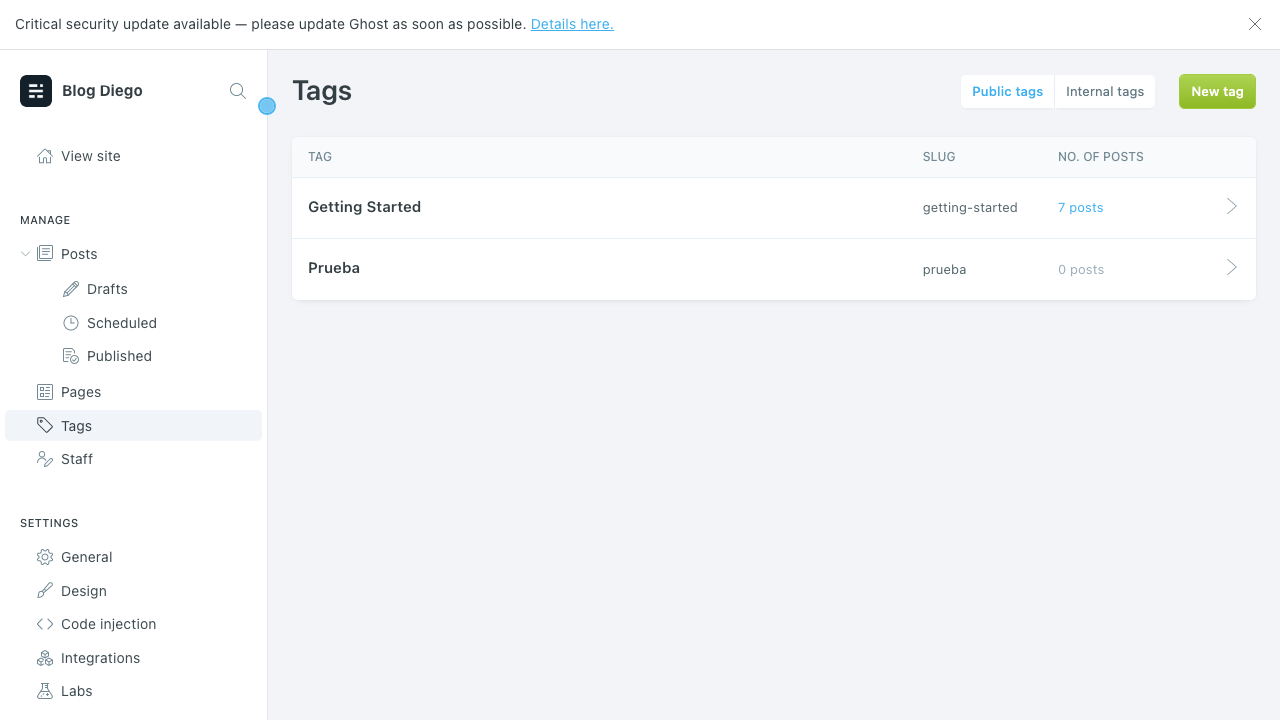 Critical security update available — please update Ghost as soon as possible. Details here.
Blog Diego
View site
MANAGE
Posts
Drafts
Scheduled
Published
Pages
Tags
Staff
SETTINGS
General
Design
Code injection
Integrations
Labs
Tags
Public tags Internal tags New tag
TAG SLUG NO. OF POSTS
Getting Started getting-started 7 posts
Prueba prueba 0 posts